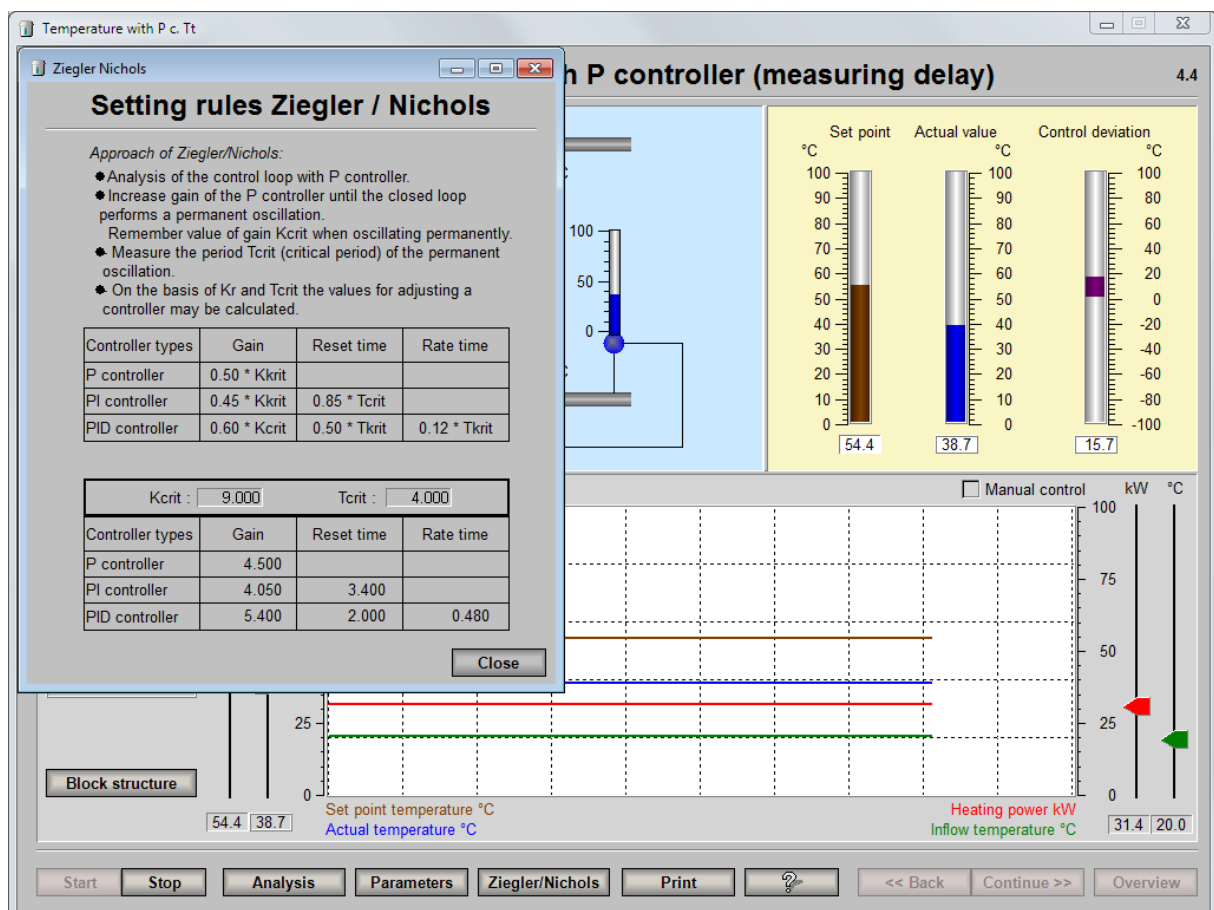 Temperature with P c. Tt
Ziegler Nichols
h P controller (measuring delay)
4.4
Setting rules Ziegler / Nichols
Approach of Ziegler/Nichols:
Analysis of the control loop with P controller.
Increase gain of the P controller until the closed loop
performs a permanent oscillation.
Remember value of gain Kcrit when oscillating permanently.
Measure the period Tcrit (critical period) of the permanent
oscillation.
On the basis of Kr and Tcrit the values for adjusting a
controller may be calculated.
Controller types Gain Reset time Rate time
P controller 0.50 * Kkrit
PI controller 0.45 * Kkrit 0.85 * Tcrit
PID controller 0.60 * Kcrit 0.50 * Tkrit 0.12 * Tkrit
Kcrit : 9.000 Tcrit : 4.000
Controller types Gain Reset time Rate time
P controller 4.500
PI controller 4.050 3.400
PID controller 5.400 2.000 0.480
Close
100
50
0
Set point Actual value Control deviation
°C °C °C
100 100 100
90 90 80
80 80 60
70 70 40
60 60 20
50 50 0
40 40 -20
30 30 -40
20 20 -60
10 10 -80
0 0 -100
54.4 38.7 15.7
Manual control kW °C
100
75
50
25 25
0 0
Block structure
54.4 38.7
Set point temperature °C Heating power kW
Actual temperature °C Inflow temperature °C
31.4 20.0
Start Stop Analysis Parameters Ziegler/Nichols Print ? << Back Continue >> Overview